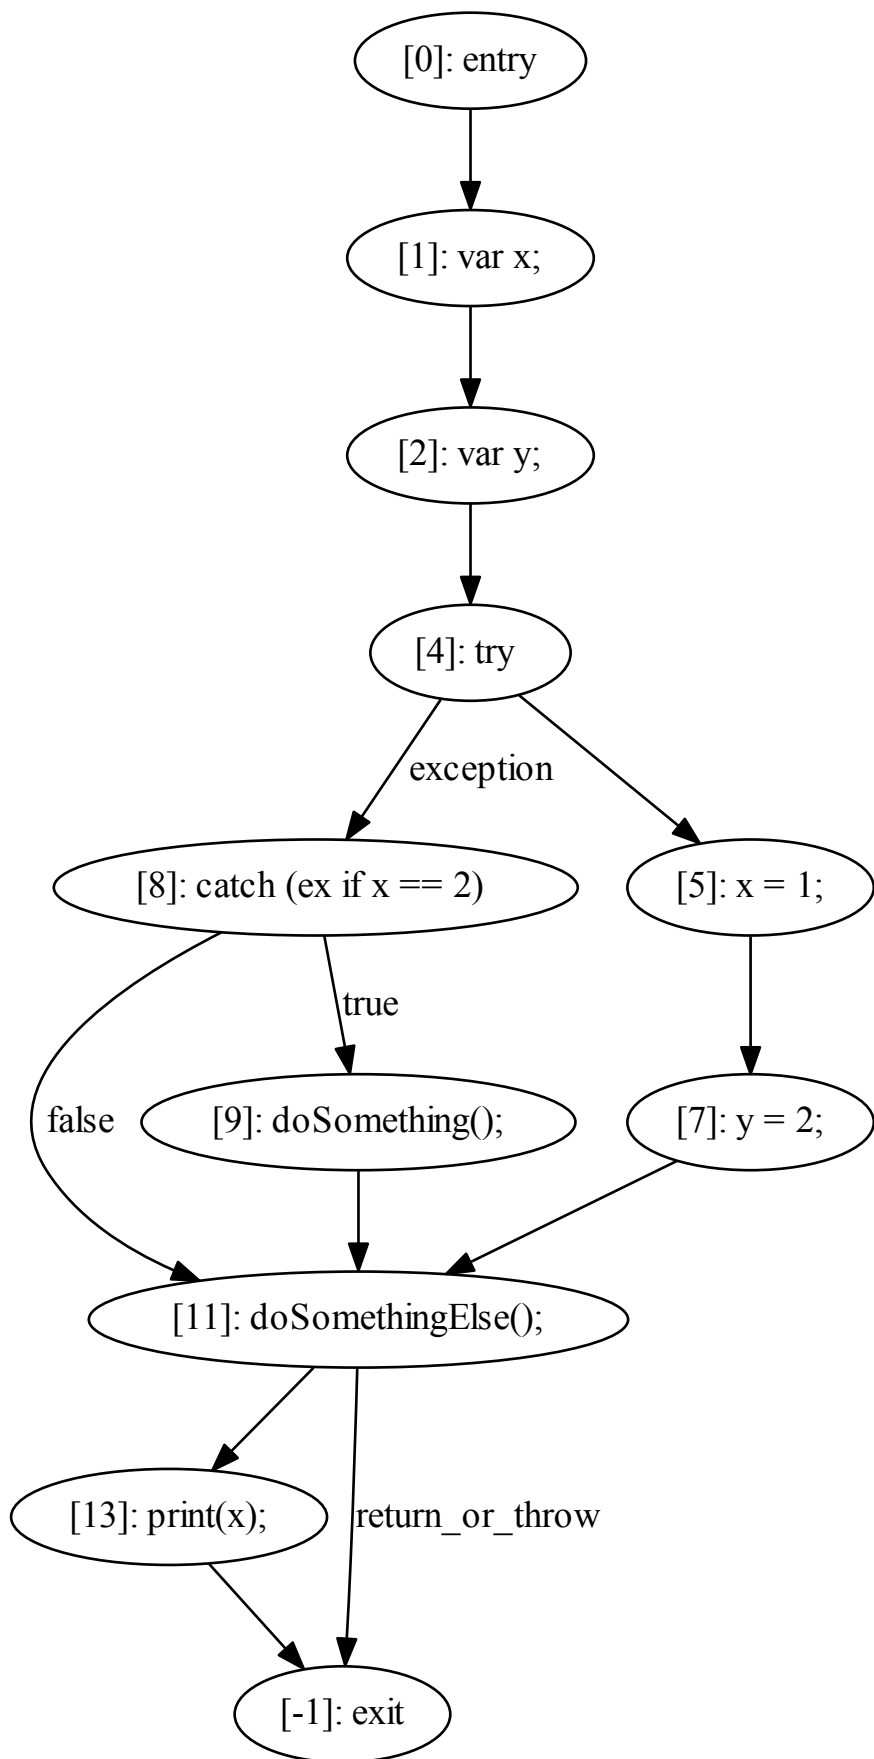 [0]: entry
[1]: var x;
[2]: var y;
[4]: try
exception
[8]: catch (ex if x == 2)
[5]: x = 1;
true
false
[9]: doSomething();
[7]: y = 2;
[11]: doSomethingElse();
[13]: print(x);
return_or_throw
[-1]: exit